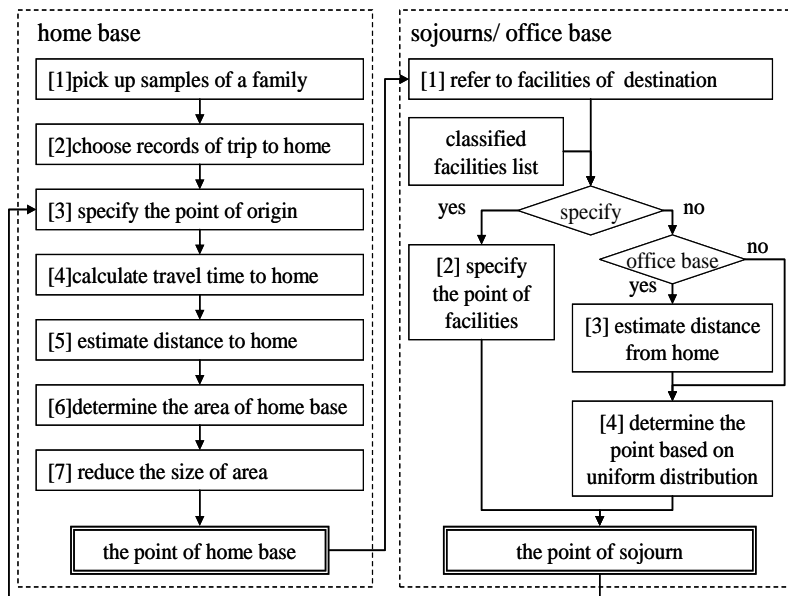 home base
[1]pick up samples of a family
[2]choose records of trip to home
[3] specify the point of origin
[4]calculate travel time to home
[5] estimate distance to home
[6]determine the area of home base
[7] reduce the size of area
the point of home base
sojourns/ office base
[1] refer to facilities of destination
classified
facilities list
specify
yes
no
[2] specify
the point of
facilities
office base
no
yes
[3] estimate distance
from home
[4] determine the
point based on
uniform distribution
the point of sojourn